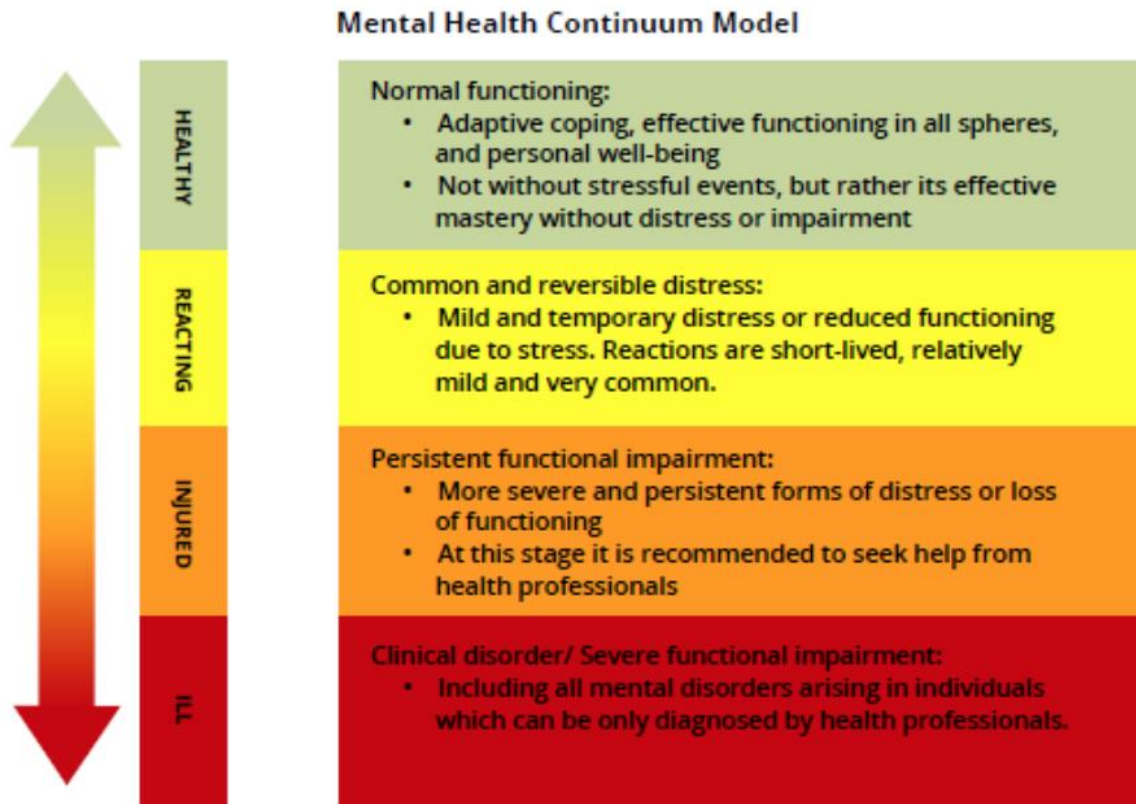 Mental Health Continuum Model
HEALTHY
Normal functioning:
• Adaptive coping, effective functioning in all spheres,
and personal well-being
• Not without stressful events, but rather its effective
mastery without distress or impairment
REACTING
Common and reversible distress:
• Mild and temporary distress or reduced functioning
due to stress. Reactions are short-lived, relatively
mild and very common.
INJURED
Persistent functional impairment:
• More severe and persistent forms of distress or loss
of functioning
• At this stage it is recommended to seek help from
health professionals
ILL
Clinical disorder/ Severe functional impairment:
• Including all mental disorders arising in individuals
which can be only diagnosed by health professionals.